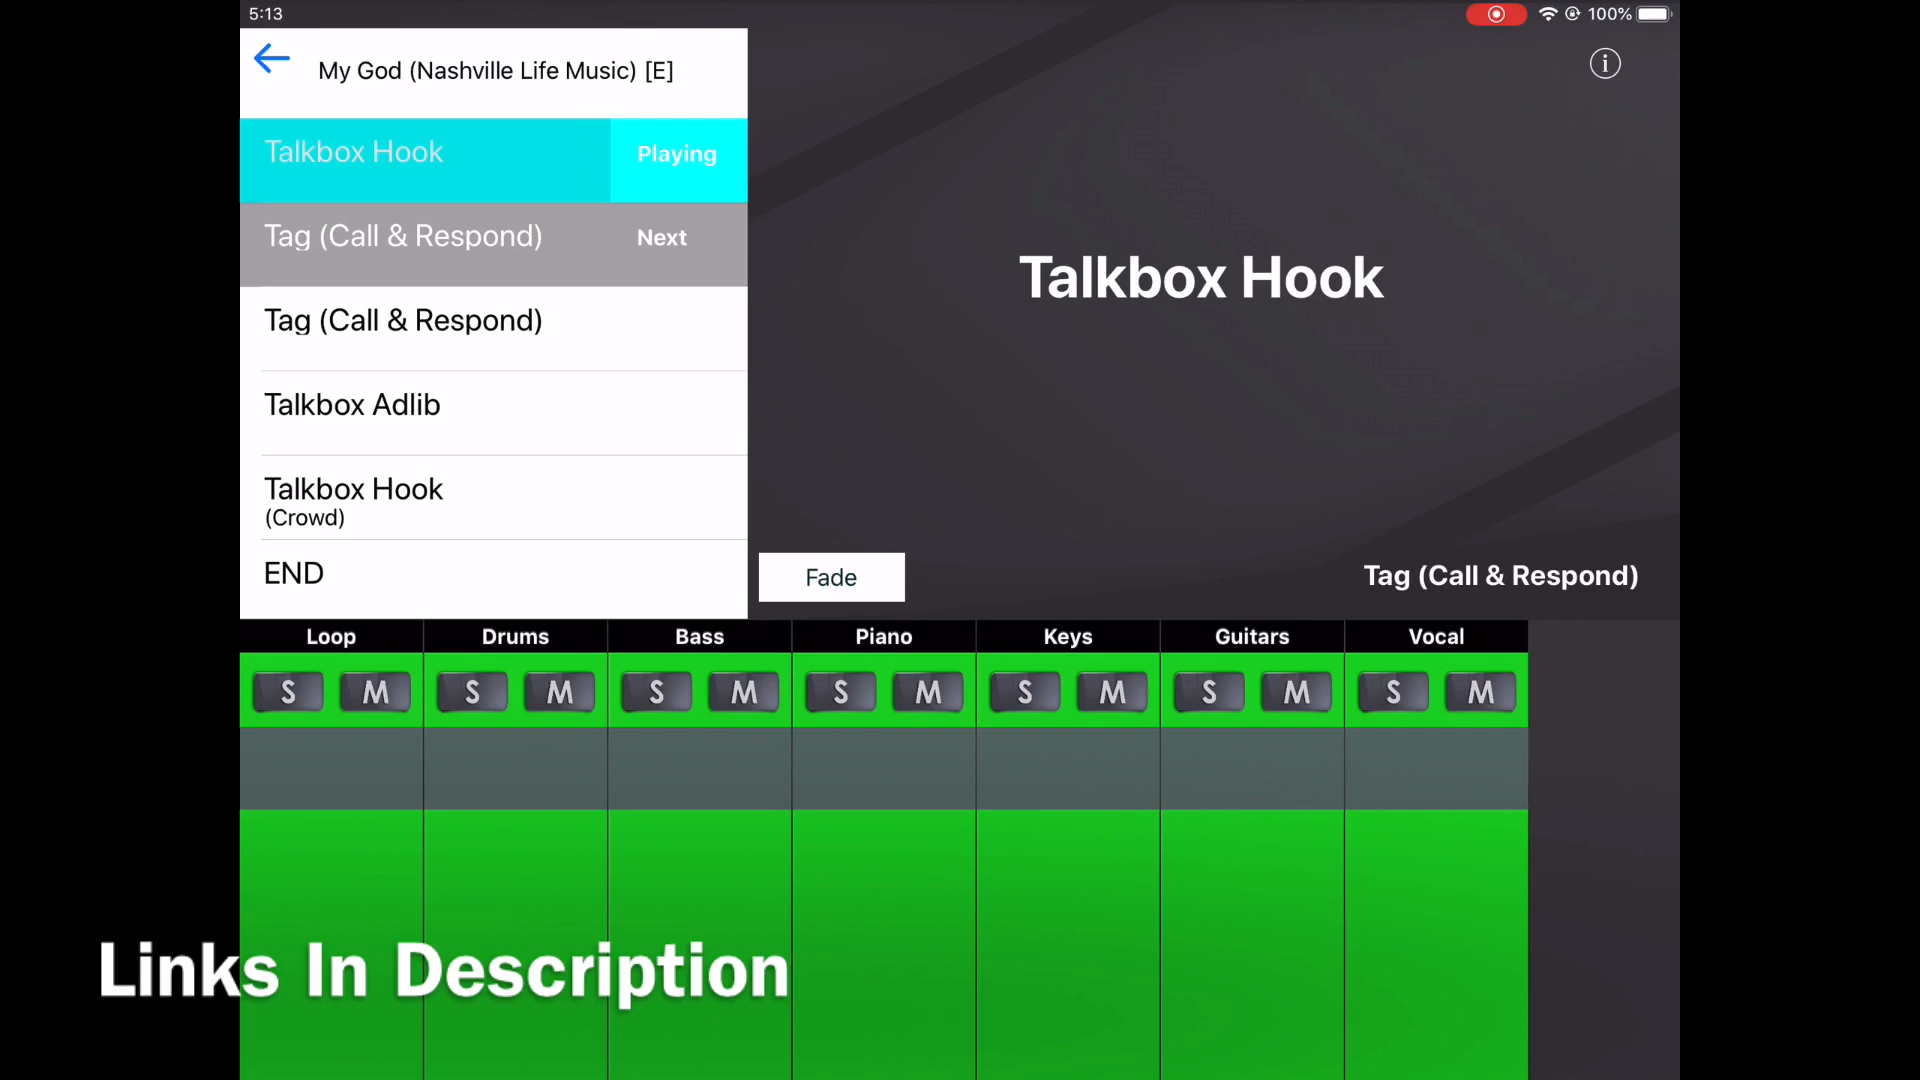 5:13
100%
My God (Nashville Life Music) [E]
Talkbox Hook Playing
Tag (Call & Respond) Next
Tag (Call & Respond)
Talkbox Adlib
Talkbox Hook
(Crowd)
END
Talkbox Hook
Fade
Tag (Call & Respond)
Loop Drums Bass Piano Keys Guitars Vocal
S M S M S M S M S M S M S M
Links In Description